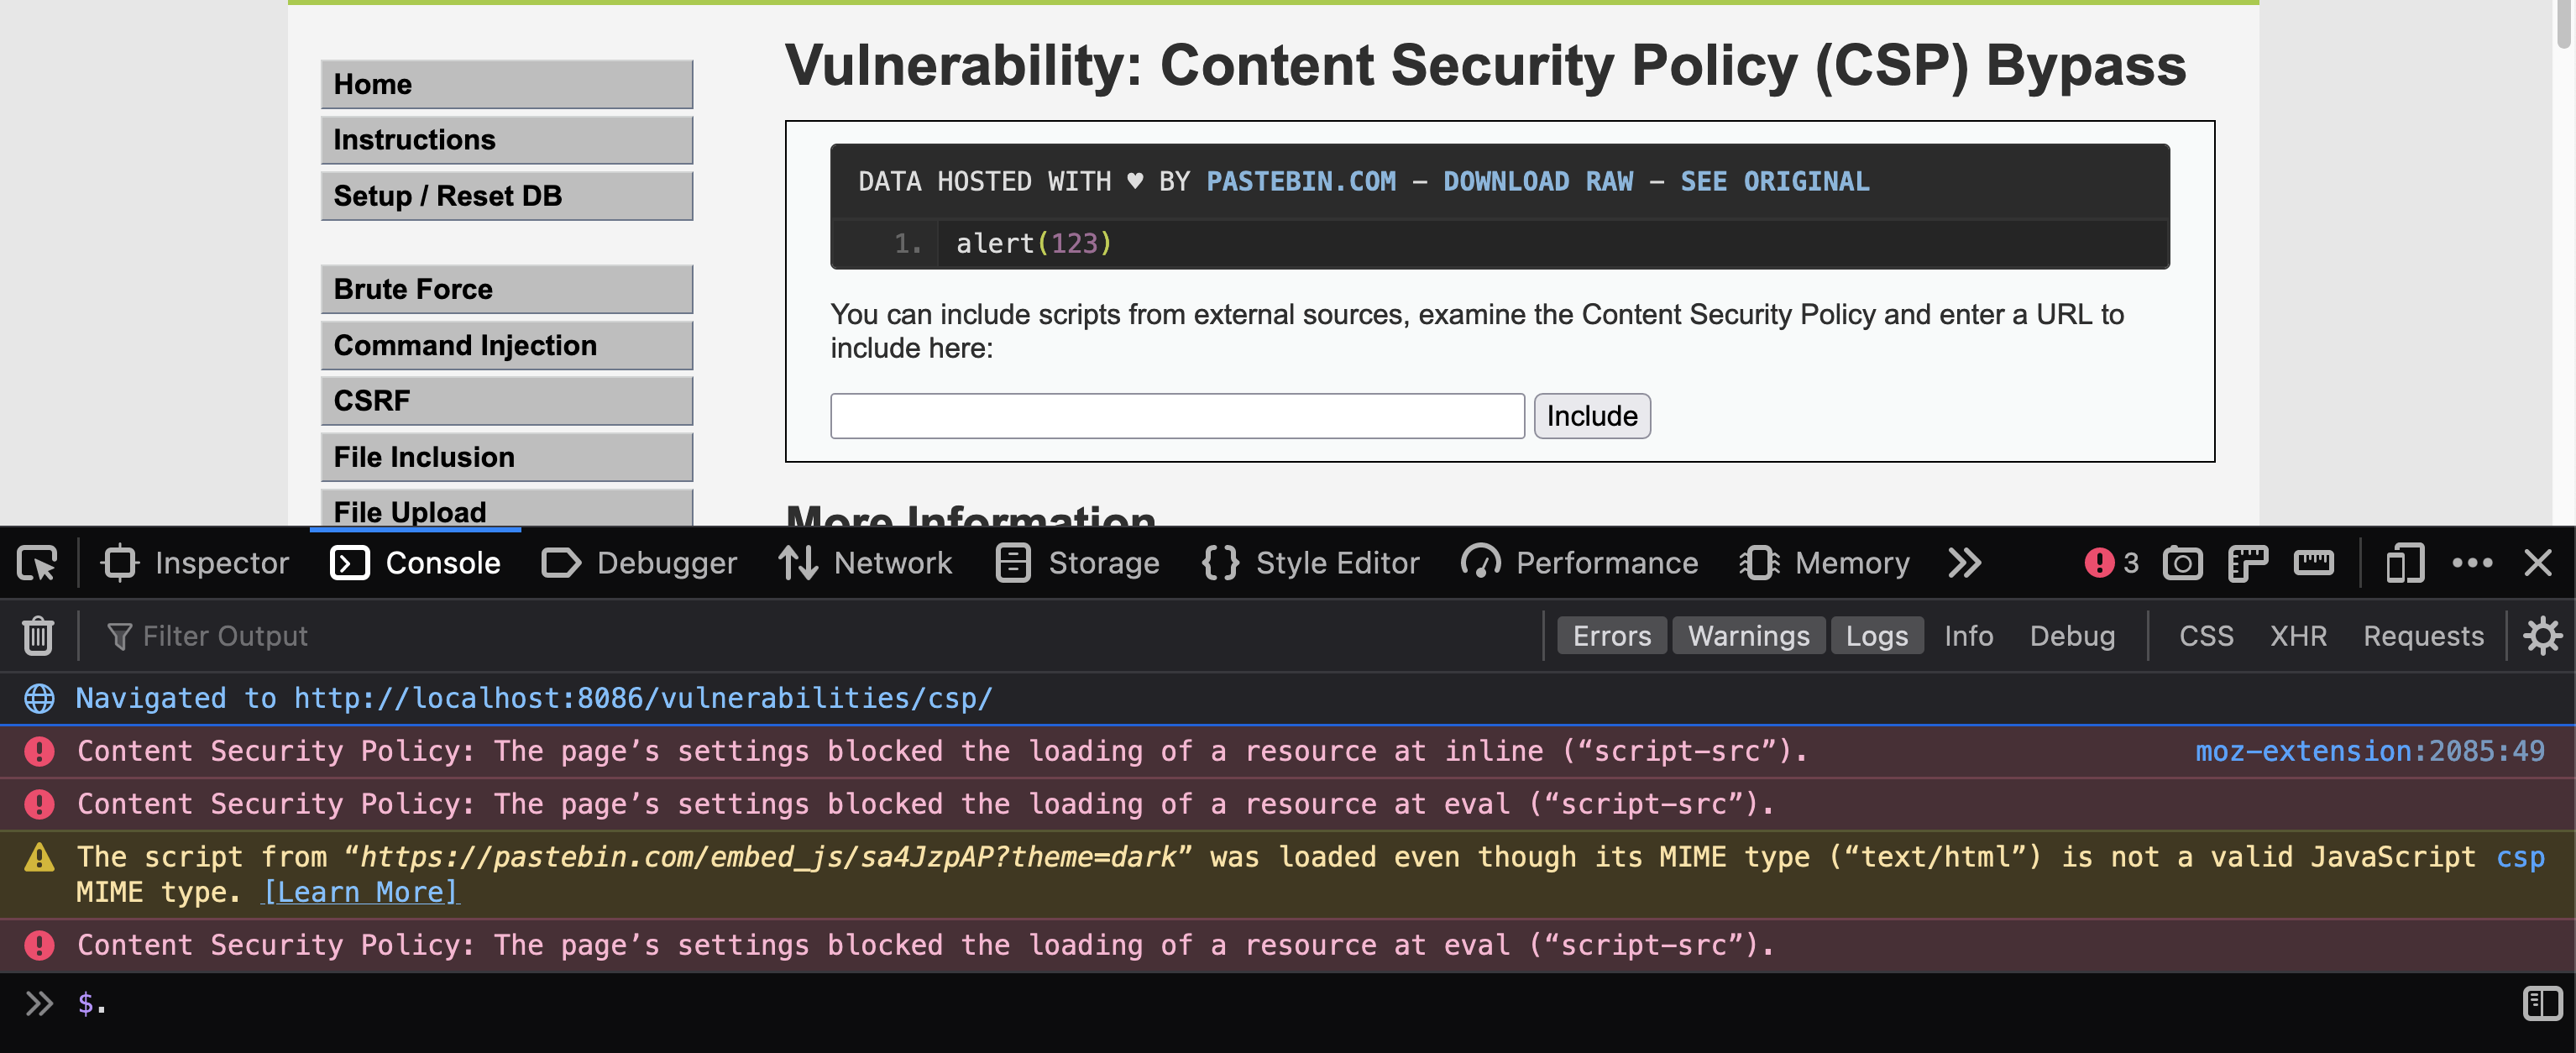 Vulnerability: Content Security Policy (CSP) Bypass
Home
Instructions
Setup / Reset DB
Brute Force
Command Injection
CSRF
File Inclusion
File Upload
DATA HOSTED WITH ♥ BY PASTEBIN.COM – DOWNLOAD RAW – SEE ORIGINAL
1. alert(123)
You can include scripts from external sources, examine the Content Security Policy and enter a URL to
include here:
Include
More Information
Inspector Console Debugger Network Storage Style Editor Performance Memory 3
Filter Output Errors Warnings Logs Info Debug CSS XHR Requests
Navigated to http://localhost:8086/vulnerabilities/csp/
Content Security Policy: The page’s settings blocked the loading of a resource at inline (“script-src”). moz-extension:2085:49
Content Security Policy: The page’s settings blocked the loading of a resource at eval (“script-src”).
The script from “https://pastebin.com/embed_js/sa4JzpAP?theme=dark” was loaded even though its MIME type (“text/html”) is not a valid JavaScript csp
MIME type. [Learn More]
Content Security Policy: The page’s settings blocked the loading of a resource at eval (“script-src”).
$.